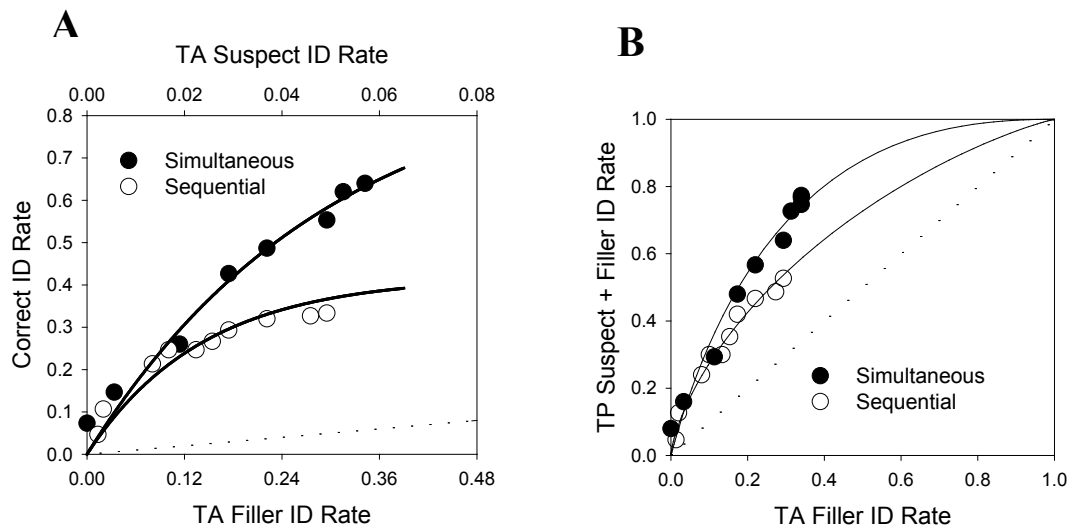 A
TA Suspect ID Rate
0.00 0.02 0.04 0.06 0.08
0.8
0.7
0.6
0.5
0.4
0.3
0.2
0.1
0.0
Correct ID Rate
Simultaneous
Sequential
0.00 0.12 0.24 0.36 0.48
TA Filler ID Rate
B
1.0
0.8
0.6
0.4
0.2
0.0
TP Suspect + Filler ID Rate
Simultaneous
Sequential
0.0 0.2 0.4 0.6 0.8 1.0
TA Filler ID Rate